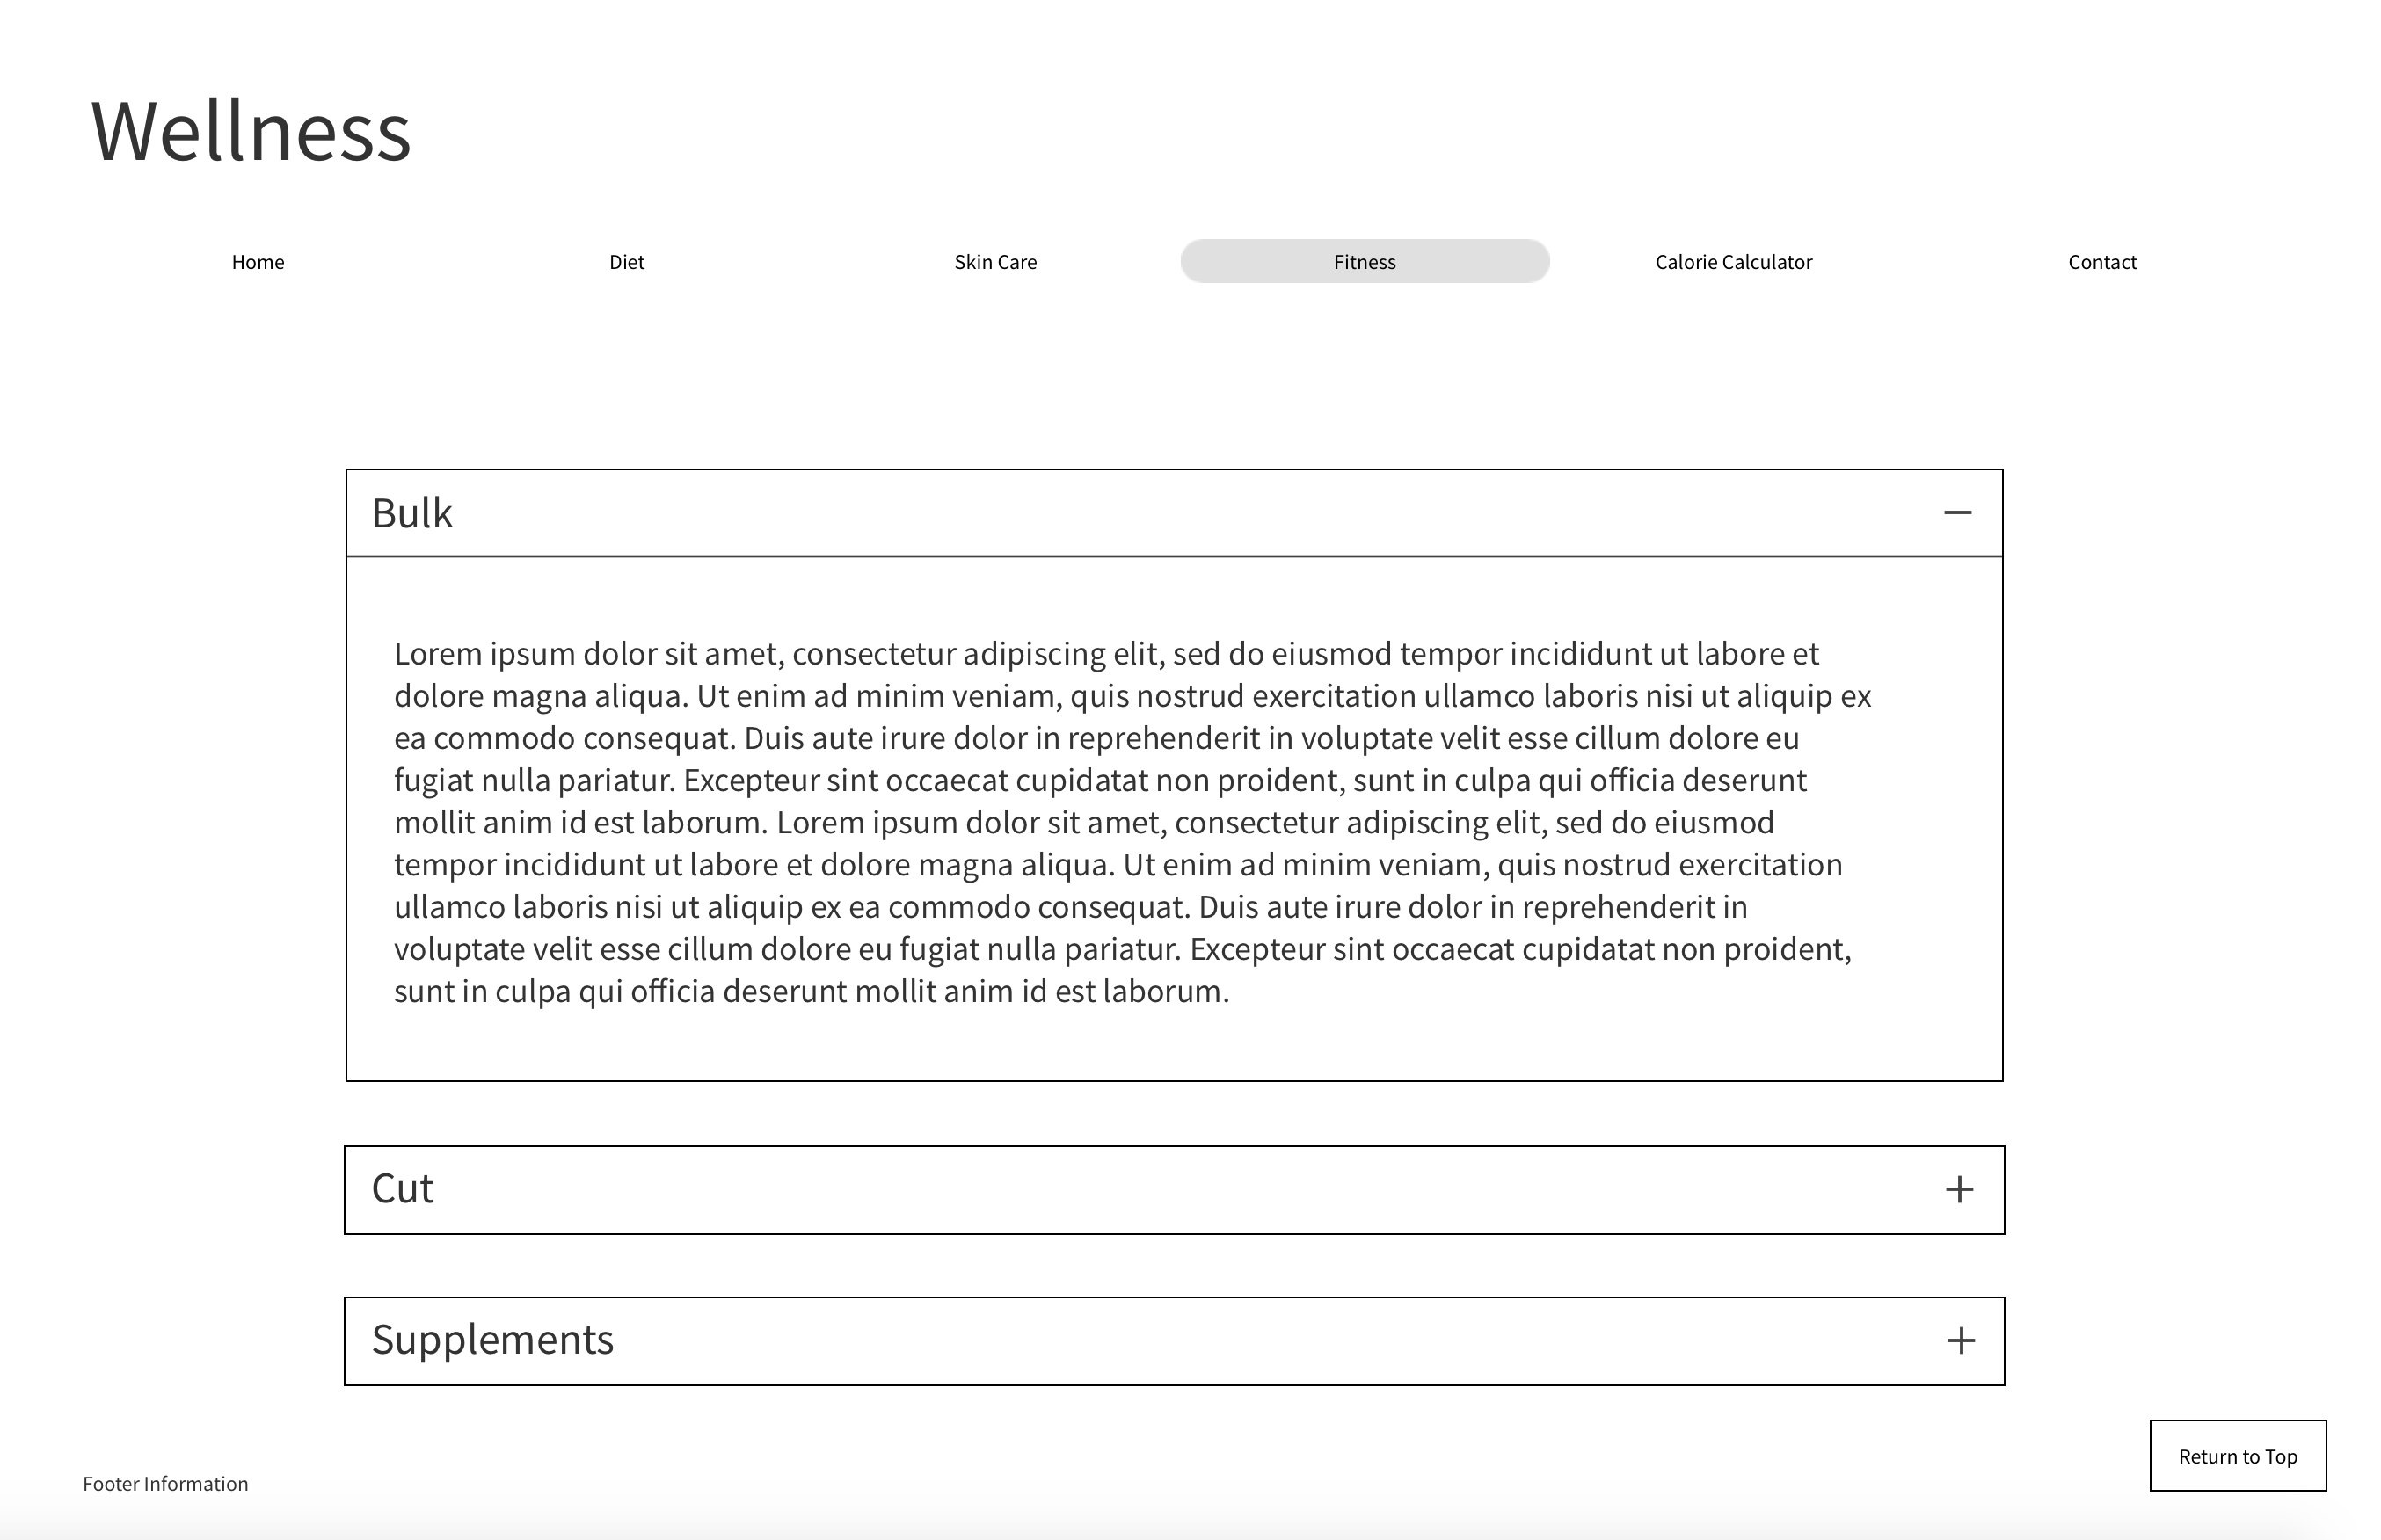 Wellness
Home
Diet
Skin Care
Fitness
Calorie Calculator
Contact
Bulk
Lorem ipsum dolor sit amet, consectetur adipiscing elit, sed do eiusmod tempor incididunt ut labore et
dolore magna aliqua. Ut enim ad minim veniam, quis nostrud exercitation ullamco laboris nisi ut aliquip ex
ea commodo consequat. Duis aute irure dolor in reprehenderit in voluptate velit esse cillum dolore eu
fugiat nulla pariatur. Excepteur sint occaecat cupidatat non proident, sunt in culpa qui officia deserunt
mollit anim id est laborum. Lorem ipsum dolor sit amet, consectetur adipiscing elit, sed do eiusmod
tempor incididunt ut labore et dolore magna aliqua. Ut enim ad minim veniam, quis nostrud exercitation
ullamco laboris nisi ut aliquip ex ea commodo consequat. Duis aute irure dolor in reprehenderit in
voluptate velit esse cillum dolore eu fugiat nulla pariatur. Excepteur sint occaecat cupidatat non proident,
sunt in culpa qui officia deserunt mollit anim id est laborum.
Cut
Supplements
Return to Top
Footer Information